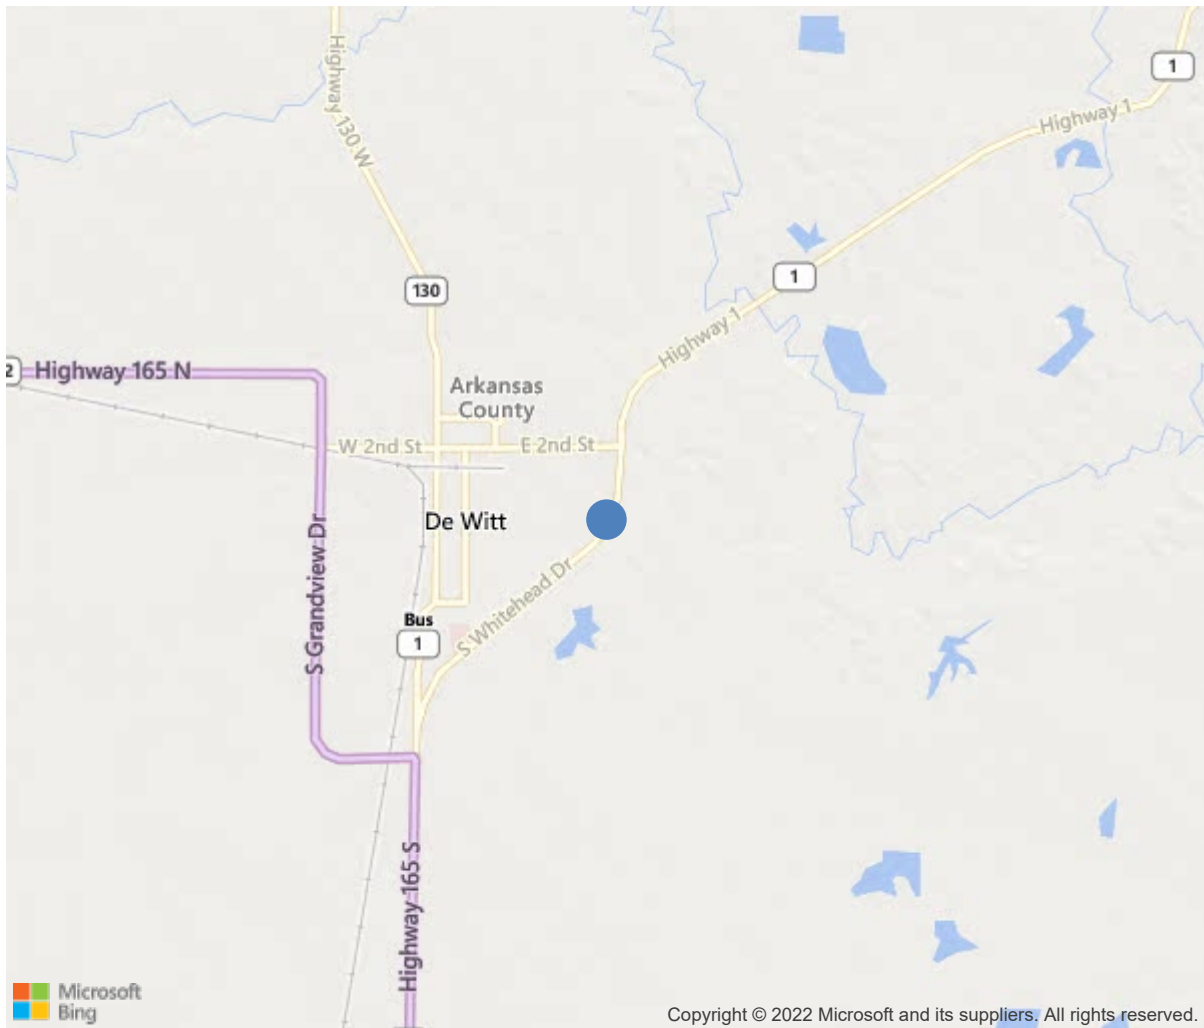 1
Highway 1
Highway 130 W
130
1
Highway 1
2
Highway 165 N
Arkansas
County
W 2nd St
E 2nd St
De Witt
S Grandview Dr
S Whitehead Dr
Bus
1
Highway 165 S
Microsoft
Bing
Copyright © 2022 Microsoft and its suppliers. All rights reserved.